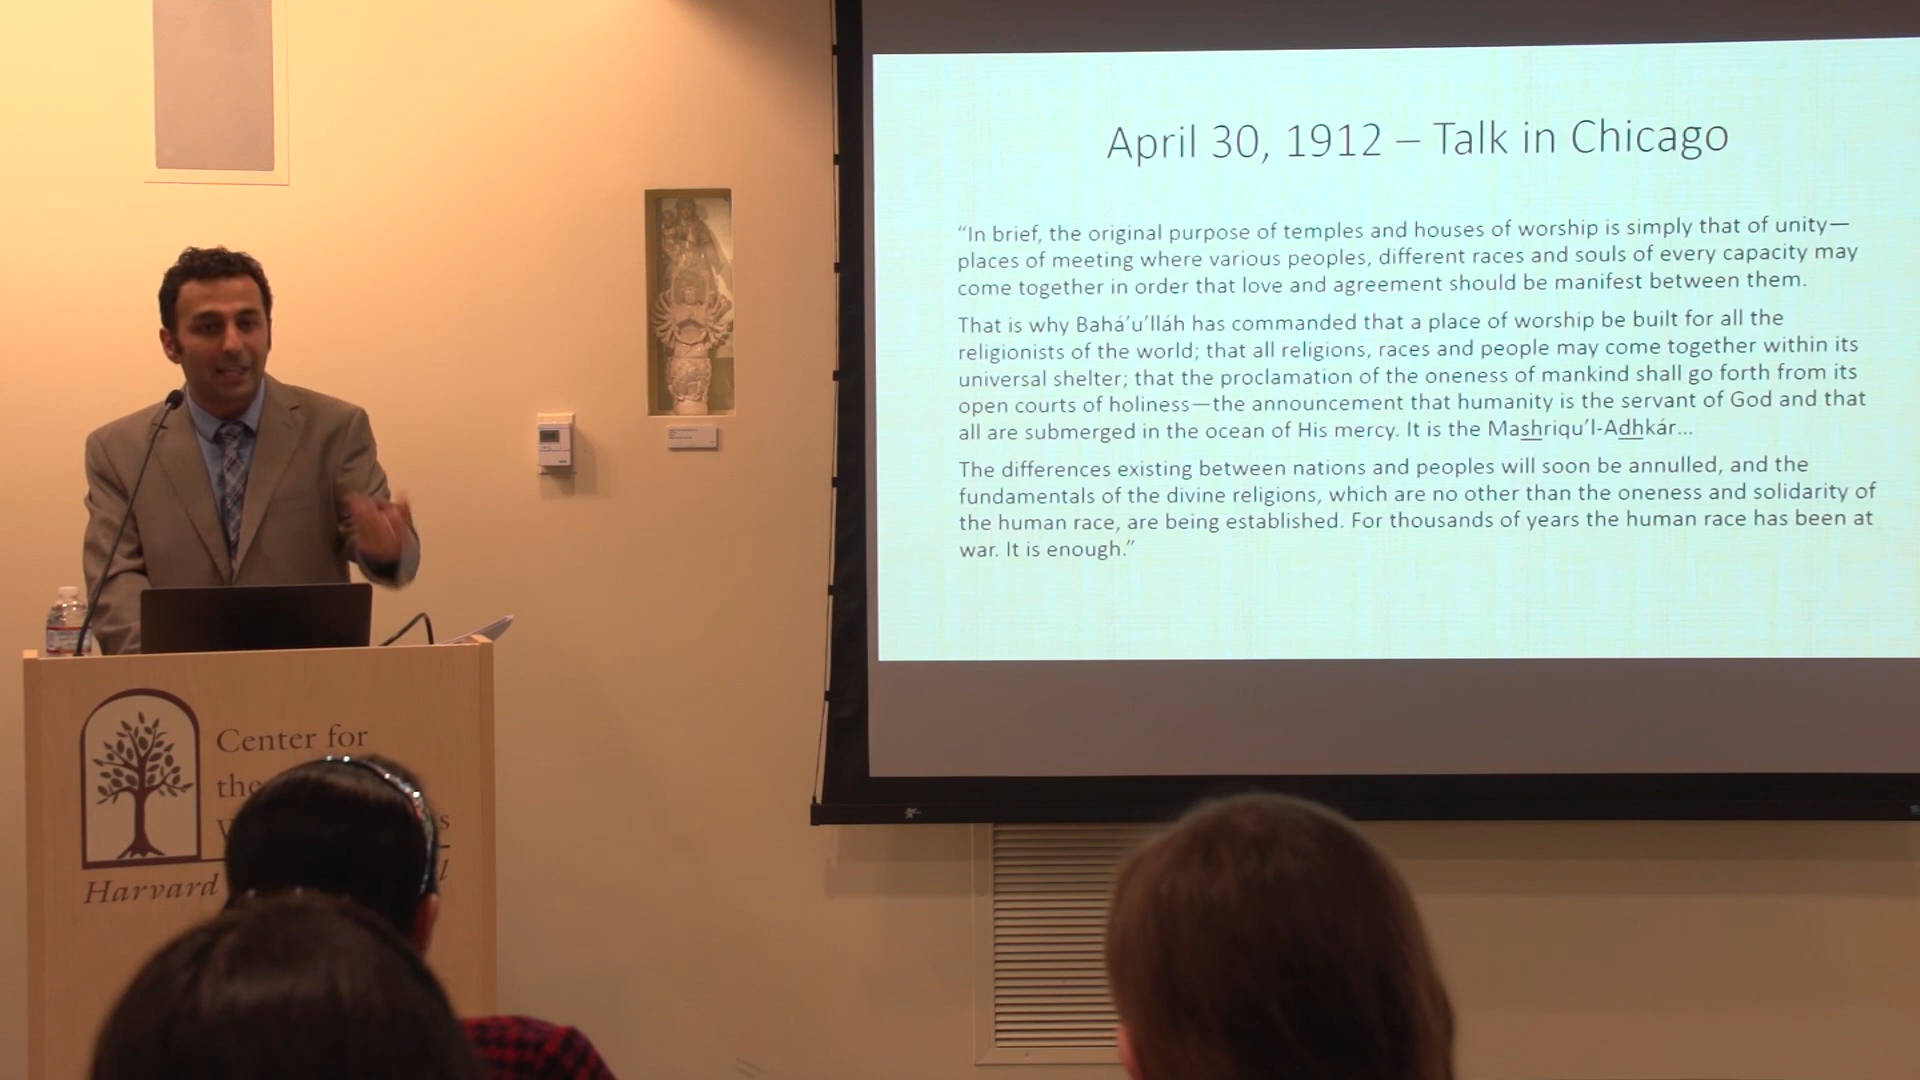 April 30, 1912 – Talk in Chicago
“In brief, the original purpose of temples and houses of worship is simply that of unity—
places of meeting where various peoples, different races and souls of every capacity may
come together in order that love and agreement should be manifest between them.
That is why Bahá’u’lláh has commanded that a place of worship be built for all the
religionists of the world; that all religions, races and people may come together within its
universal shelter; that the proclamation of the oneness of mankind shall go forth from its
open courts of holiness—the announcement that humanity is the servant of God and that
all are submerged in the ocean of His mercy. It is the Mashriqu’l-Adhkár...
The differences existing between nations and peoples will soon be annulled, and the
fundamentals of the divine religions, which are no other than the oneness and solidarity of
the human race, are being established. For thousands of years the human race has been at
war. It is enough.”
Center for
the
Harvard